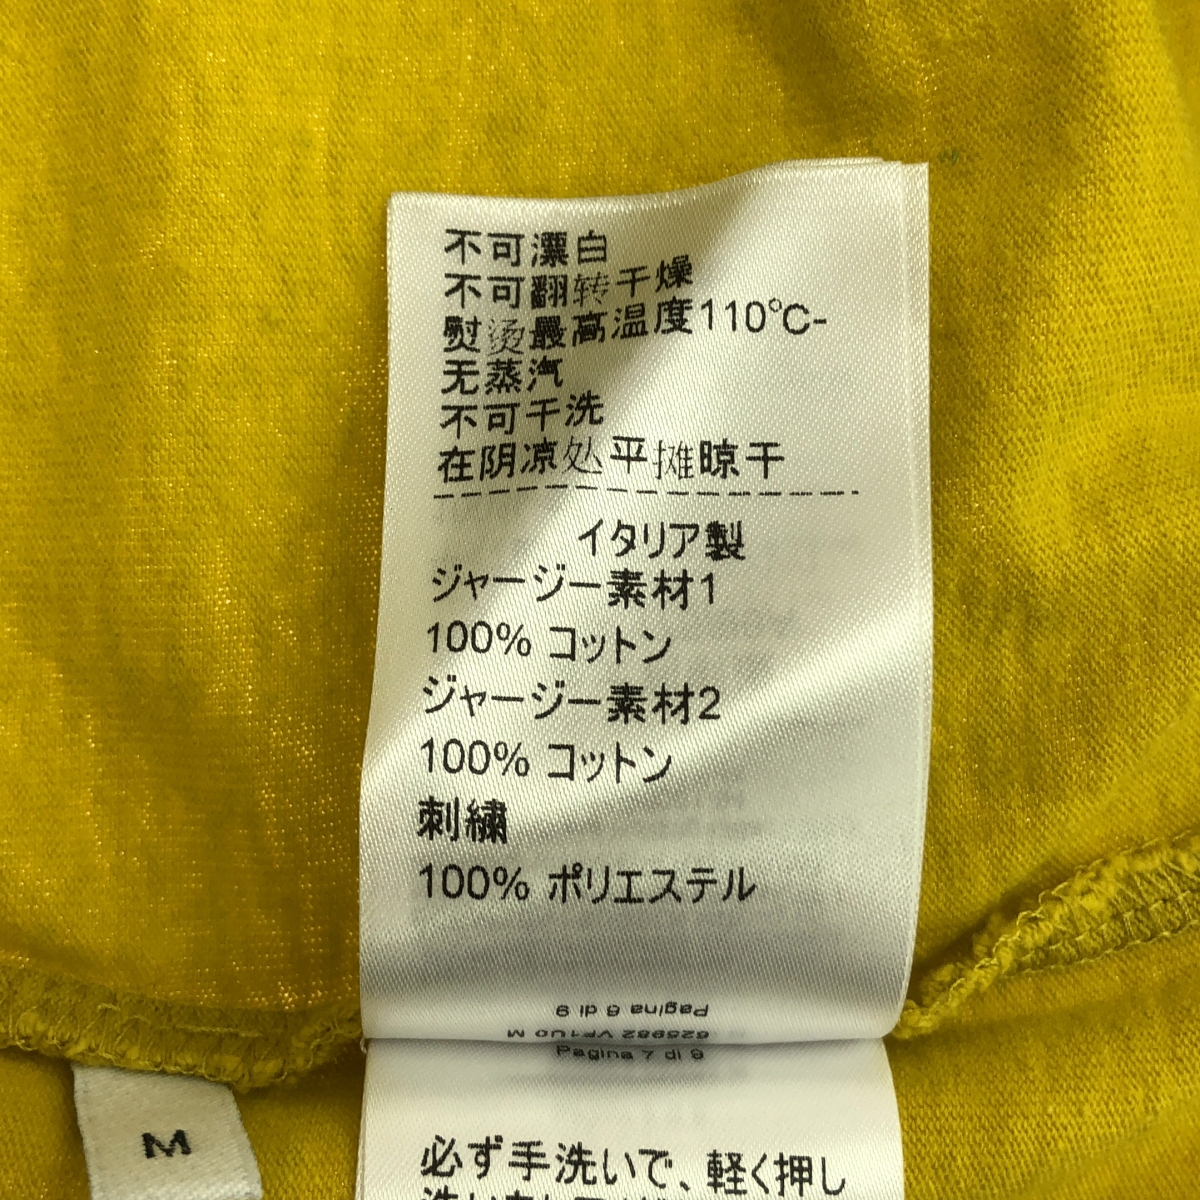 不可漂白
不可翻转干燥
熨烫最高温度110°C-
无蒸汽
不可干洗
在阴凉处平摊晾干
イタリア製
ジャージー素材1
100% コットン
ジャージー素材2
100% コットン
刺繍
100% ポリエステル
Pagina 6 di 9
625982 VF1U0 M
Pagina 7 di 9
必ず手洗いで、軽く押し
M